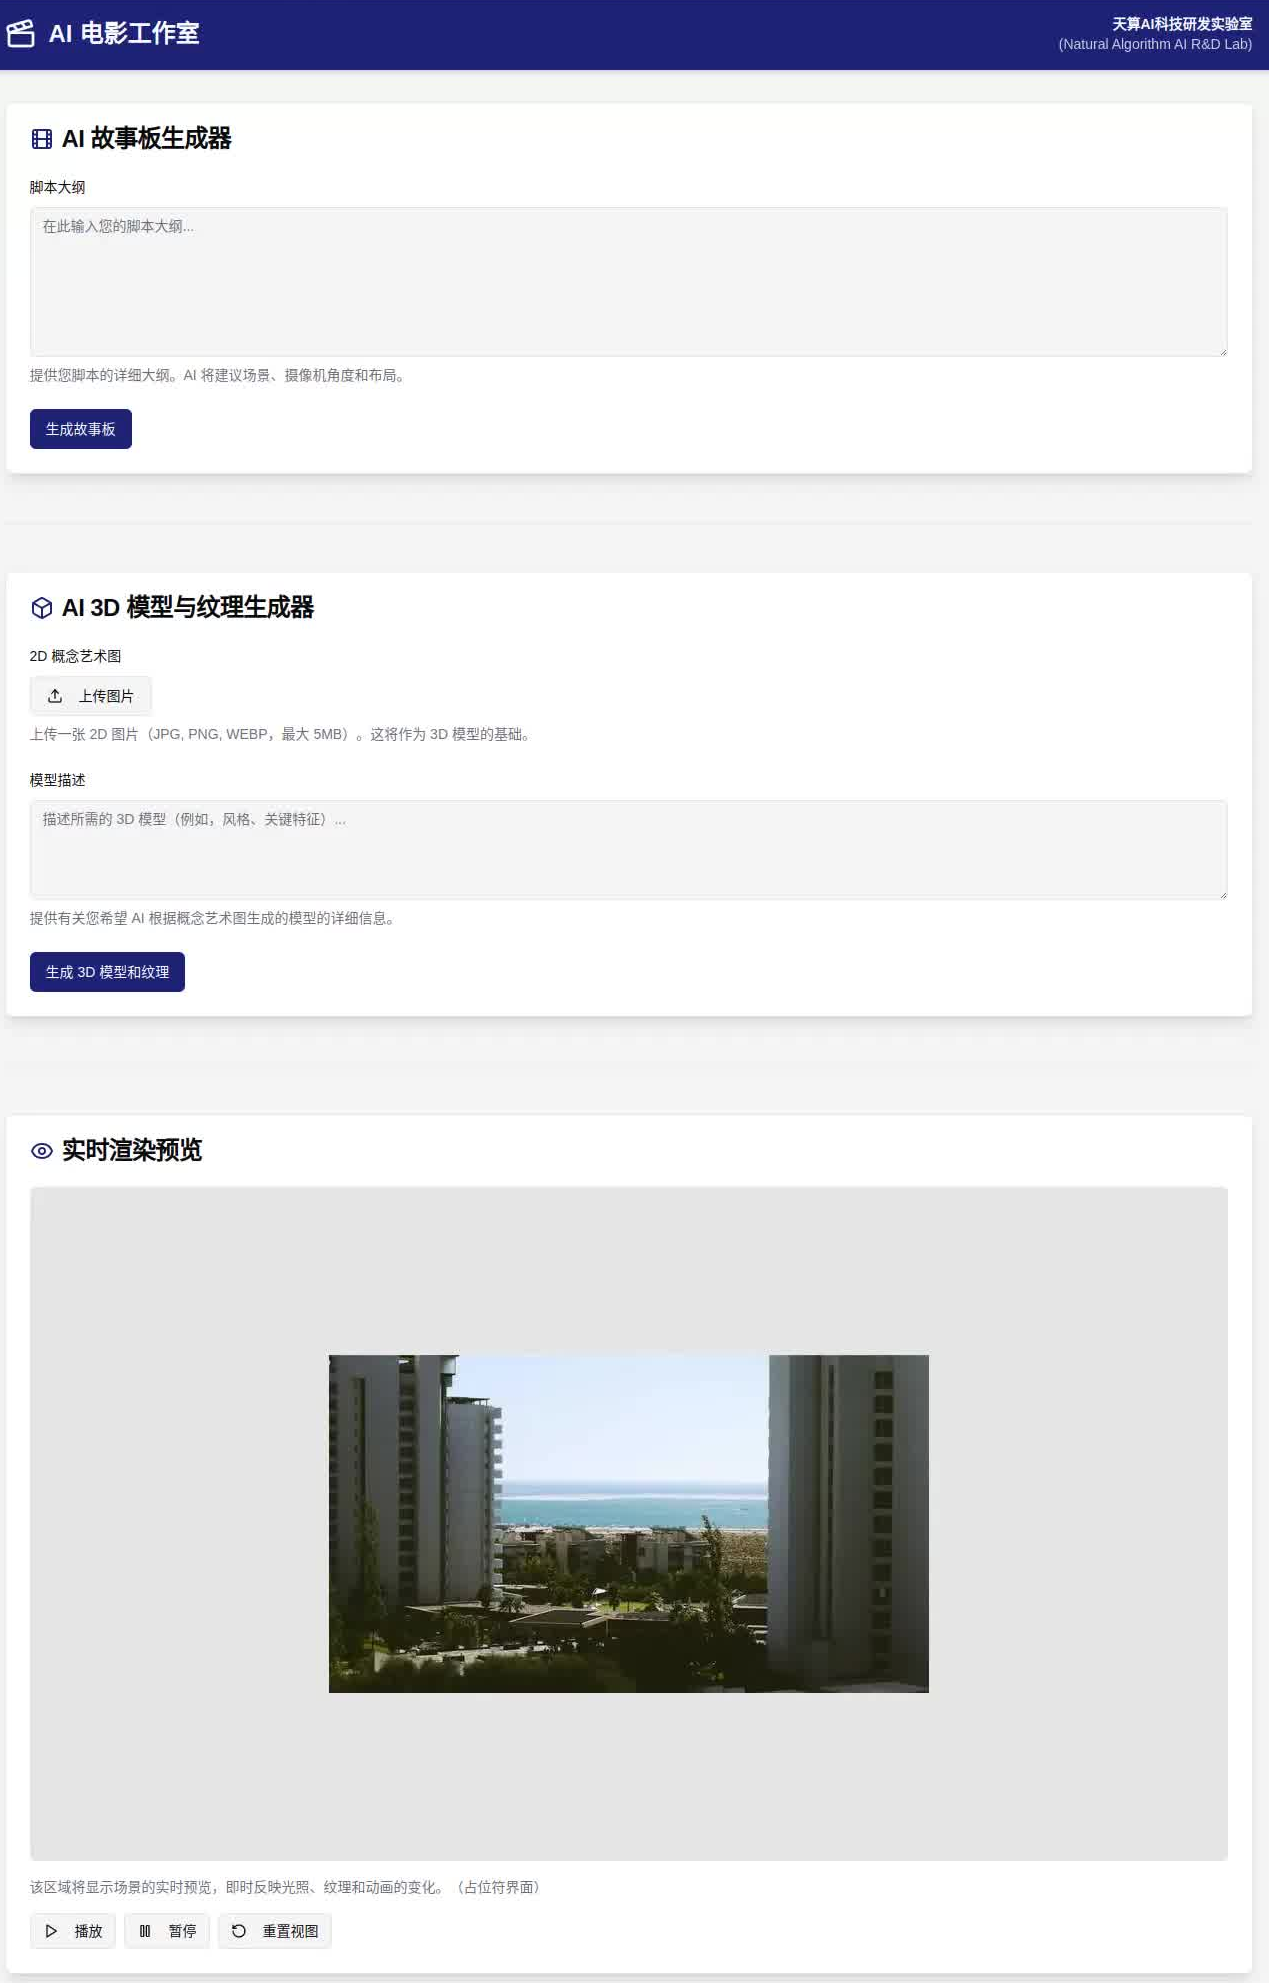 AI 电影工作室
天算AI科技研发实验室
(Natural Algorithm AI R&D Lab)
AI 故事板生成器
脚本大纲
在此输入您的脚本大纲...
提供您脚本的详细大纲。AI 将建议场景、摄像机角度和布局。
生成故事板
AI 3D 模型与纹理生成器
2D 概念艺术图
上传图片
上传一张 2D 图片（JPG, PNG, WEBP，最大 5MB）。这将作为 3D 模型的基础。
模型描述
描述所需的 3D 模型（例如，风格、关键特征）...
提供有关您希望 AI 根据概念艺术图生成的模型的详细信息。
生成 3D 模型和纹理
实时渲染预览
该区域将显示场景的实时预览，即时反映光照、纹理和动画的变化。（占位符界面）
播放 暂停 重置视图